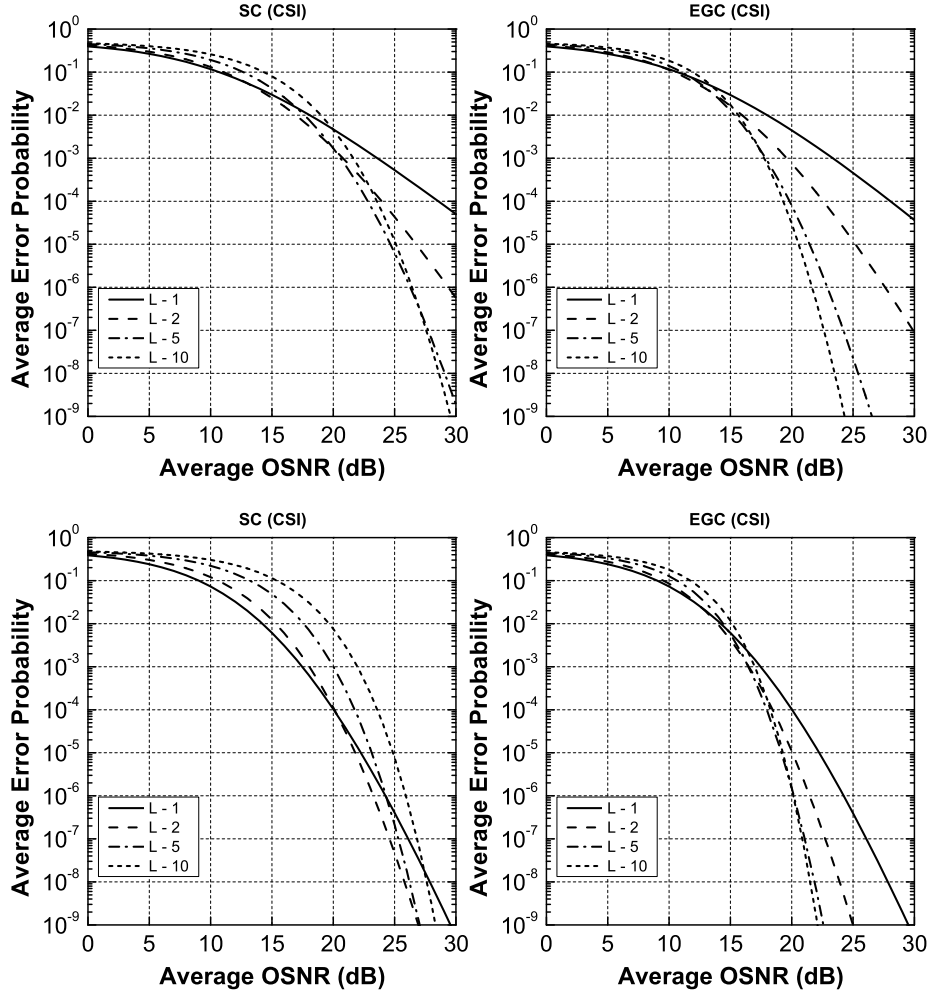 SC (CSI)
Average Error Probability
10^0
10^-1
10^-2
10^-3
10^-4
10^-5
10^-6
10^-7
10^-8
10^-9
L - 1
L - 2
L - 5
L - 10
0 5 10 15 20 25 30
Average OSNR (dB)
EGC (CSI)
Average Error Probability
10^0
10^-1
10^-2
10^-3
10^-4
10^-5
10^-6
10^-7
10^-8
10^-9
L - 1
L - 2
L - 5
L - 10
0 5 10 15 20 25 30
Average OSNR (dB)
SC (CSI)
Average Error Probability
10^0
10^-1
10^-2
10^-3
10^-4
10^-5
10^-6
10^-7
10^-8
10^-9
L - 1
L - 2
L - 5
L - 10
0 5 10 15 20 25 30
Average OSNR (dB)
EGC (CSI)
Average Error Probability
10^0
10^-1
10^-2
10^-3
10^-4
10^-5
10^-6
10^-7
10^-8
10^-9
L - 1
L - 2
L - 5
L - 10
0 5 10 15 20 25 30
Average OSNR (dB)